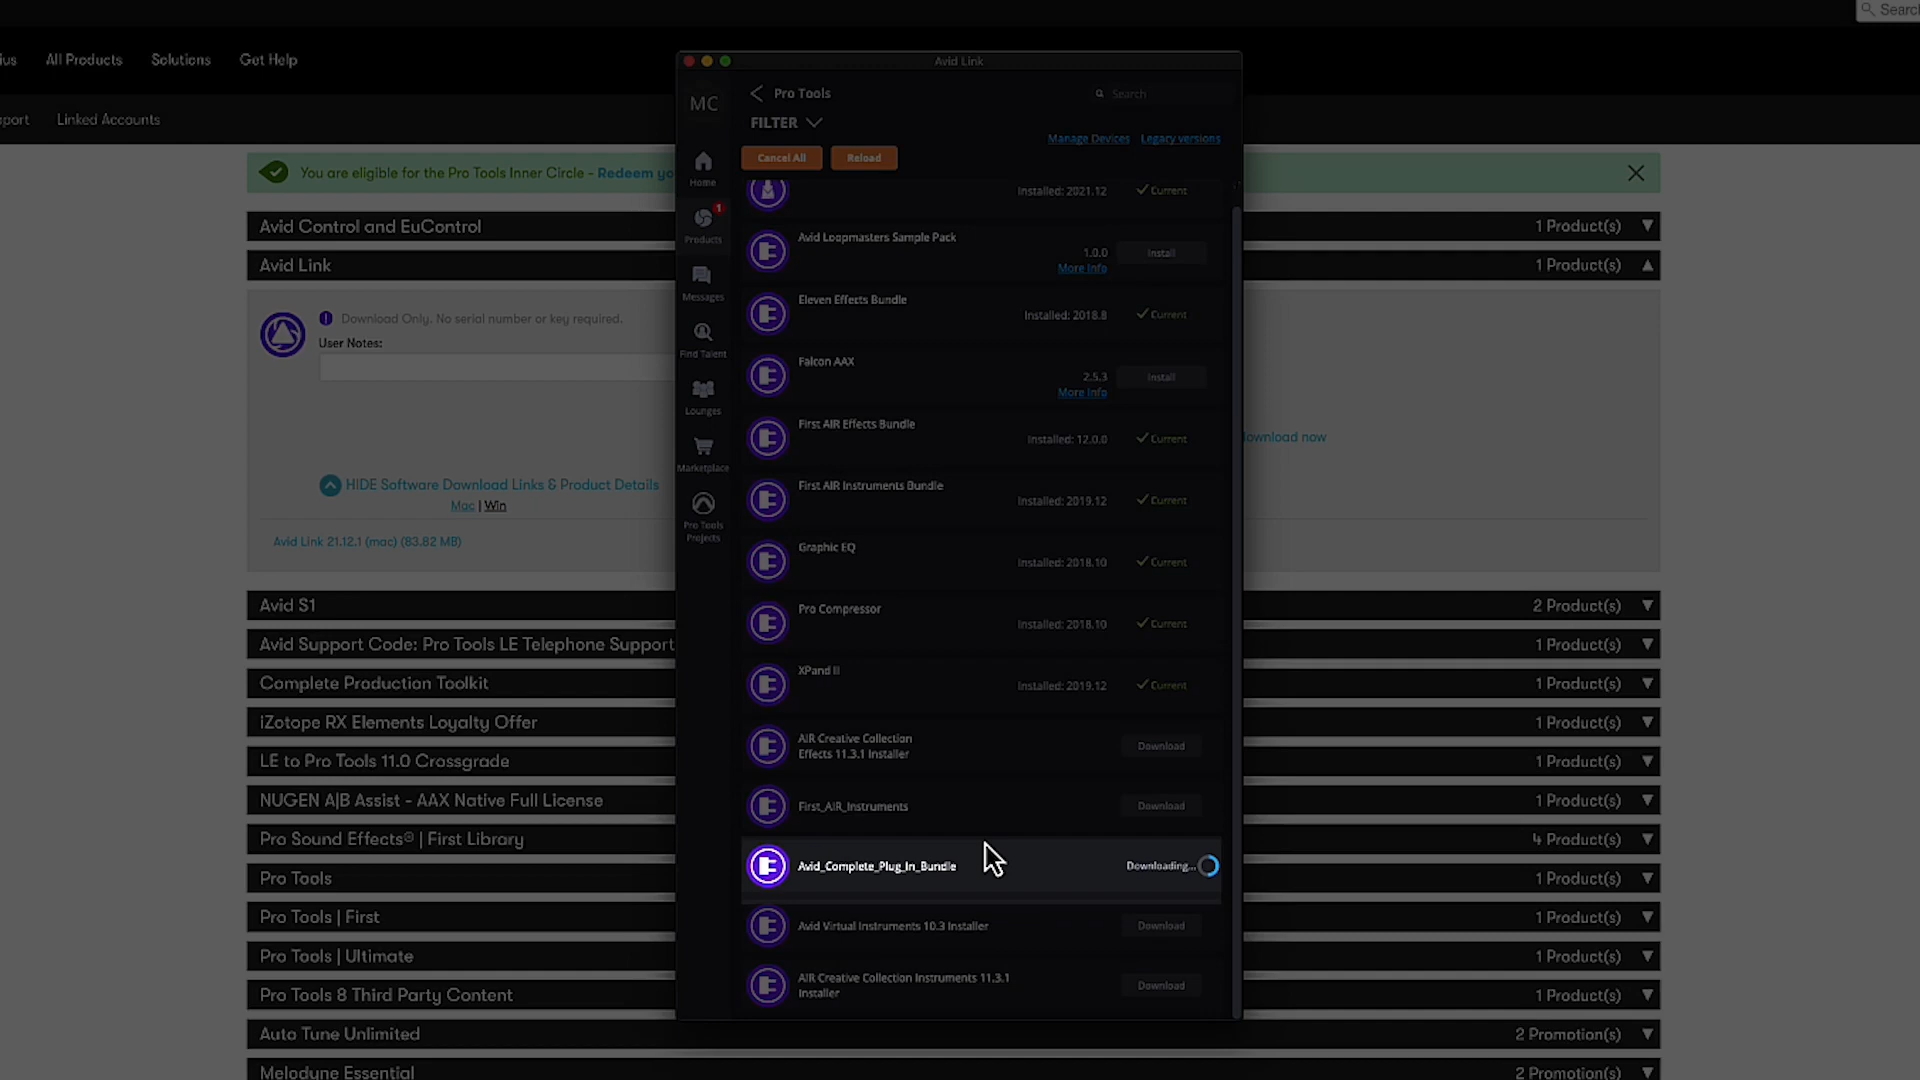 Search
ius
All Products
Solutions
Get Help
pport
Linked Accounts
You are eligible for the Pro Tools Inner Circle - Redeem yo
Avid Control and EuControl
1 Product(s)
Avid Link
1 Product(s)
Download Only. No serial number or key required.
User Notes:
ownload now
HIDE Software Download Links & Product Details
Mac | Win
Avid Link 21.12.1 (mac) (83.82 MB)
Avid S1
2 Product(s)
Avid Support Code: Pro Tools LE Telephone Support
1 Product(s)
Complete Production Toolkit
1 Product(s)
iZotope RX Elements Loyalty Offer
1 Product(s)
LE to Pro Tools 11.0 Crossgrade
1 Product(s)
NUGEN A|B Assist - AAX Native Full License
1 Product(s)
Pro Sound Effects® | First Library
4 Product(s)
Pro Tools
1 Product(s)
Pro Tools | First
1 Product(s)
Pro Tools | Ultimate
1 Product(s)
Pro Tools 8 Third Party Content
1 Product(s)
Auto Tune Unlimited
2 Promotion(s)
Melodyne Essential
2 Promotion(s)
Avid Link
MC
Home
1
Products
Messages
Find Talent
Lounges
Marketplace
Pro Tools
Projects
Pro Tools
Search
FILTER
Manage Devices
Legacy versions
Cancel All
Reload
Installed: 2021.12
Current
Avid Loopmasters Sample Pack
1.0.0
Install
More Info
Eleven Effects Bundle
Installed: 2018.8
Current
Falcon AAX
2.5.3
Install
More Info
First AIR Effects Bundle
Installed: 12.0.0
Current
First AIR Instruments Bundle
Installed: 2019.12
Current
Graphic EQ
Installed: 2018.10
Current
Pro Compressor
Installed: 2018.10
Current
XPand II
Installed: 2019.12
Current
AIR Creative Collection
Effects 11.3.1 Installer
Download
First_AIR_Instruments
Download
Avid_Complete_Plug_In_Bundle
Downloading...
Avid Virtual Instruments 10.3 Installer
Download
AIR Creative Collection Instruments 11.3.1
Installer
Download